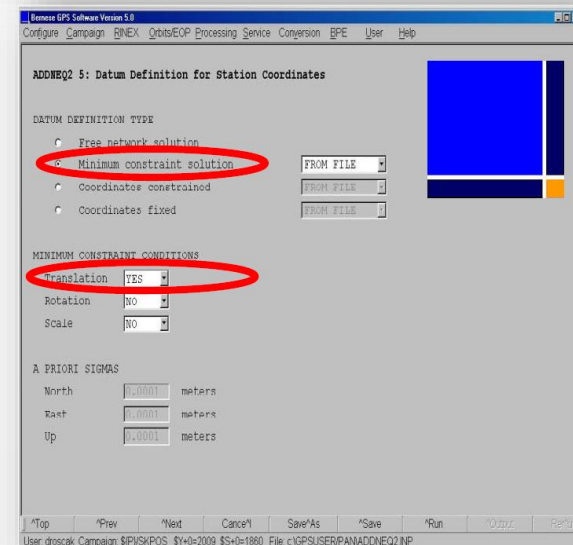 Bernese GPS Software Version 5.0
Configure Campaign RINEX Orbits/EOP Processing Service Conversion BPE User Help
ADDNEQ2 5: Datum Definition for Station Coordinates
DATUM DEFINITION TYPE
Free network solution
Minimum constraint solution FROM FILE
Coordinates constrained FROM FILE
Coordinates fixed FROM FILE
MINIMUM CONSTRAINT CONDITIONS
Translation YES
Rotation NO
Scale NO
A PRIORI SIGMAS
North 0.0001 meters
East 0.0001 meters
Up 0.0001 meters
^Top ^Prev ^Next Cance^l Save^As ^Save ^Run ^Output
User: droscak Campaign: $(P)/SKPOS $Y+0=2009 $S+0=1860 File: c:\GPSUSER/PAN/ADDNEQ2.INP